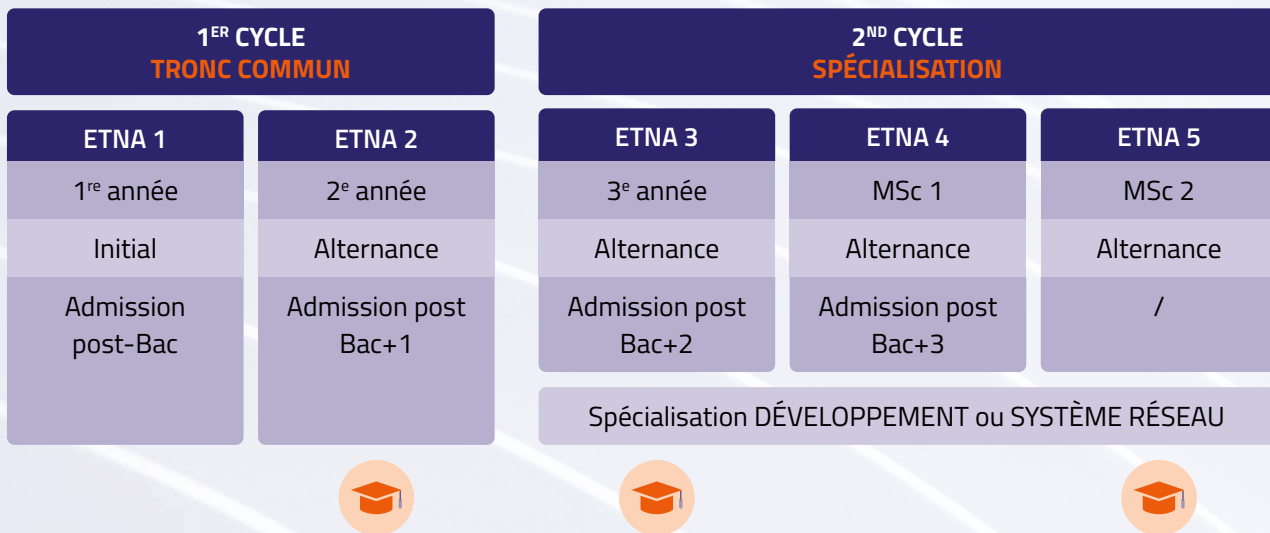 1ER CYCLE
TRONC COMMUN
2ND CYCLE
SPÉCIALISATION
ETNA 1
1re année
Initial
Admission
post-Bac
ETNA 2
2e année
Alternance
Admission post
Bac+1
ETNA 3
3e année
Alternance
Admission post
Bac+2
ETNA 4
MSc 1
Alternance
Admission post
Bac+3
ETNA 5
MSc 2
Alternance
/
Spécialisation DÉVELOPPEMENT ou SYSTÈME RÉSEAU